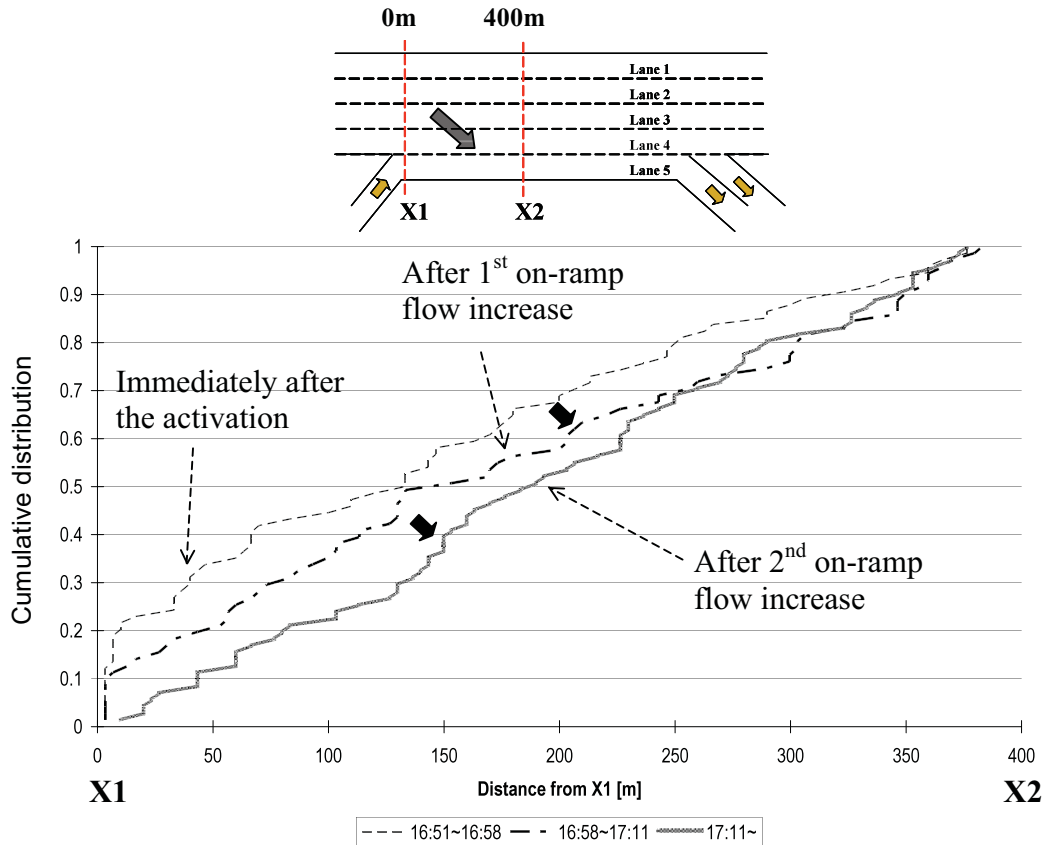 0m 400m
Lane 1
Lane 2
Lane 3
Lane 4
Lane 5
X1 X2
After 1st on-ramp
flow increase
Immediately after
the activation
After 2nd on-ramp
flow increase
Cumulative distribution
1
0.9
0.8
0.7
0.6
0.5
0.4
0.3
0.2
0.1
0
0 50 100 150 200 250 300 350 400
X1 Distance from X1 [m] X2
16:51~16:58 16:58~17:11 17:11~